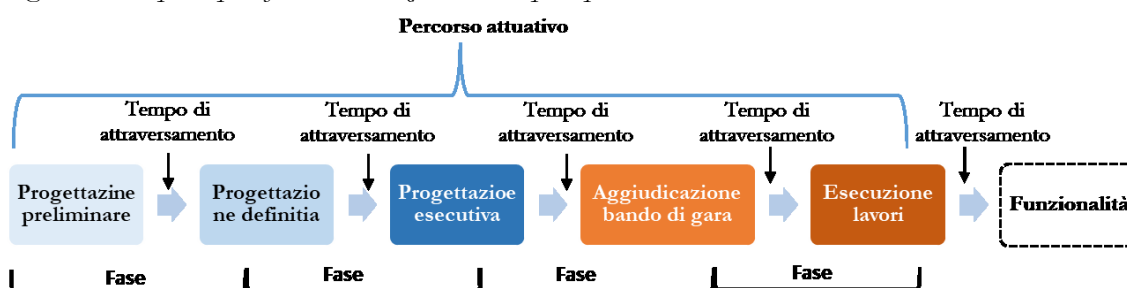 Percorso attuativo
Tempo di
attraversamento
Tempo di
attraversamento
Tempo di
attraversamento
Tempo di
attraversamento
Tempo di
attraversamento
Progettazine
preliminare
Progettazio
ne definitia
Progettazioe
esecutiva
Aggiudicazione
bando di gara
Esecuzione
lavori
Funzionalità
Fase
Fase
Fase
Fase